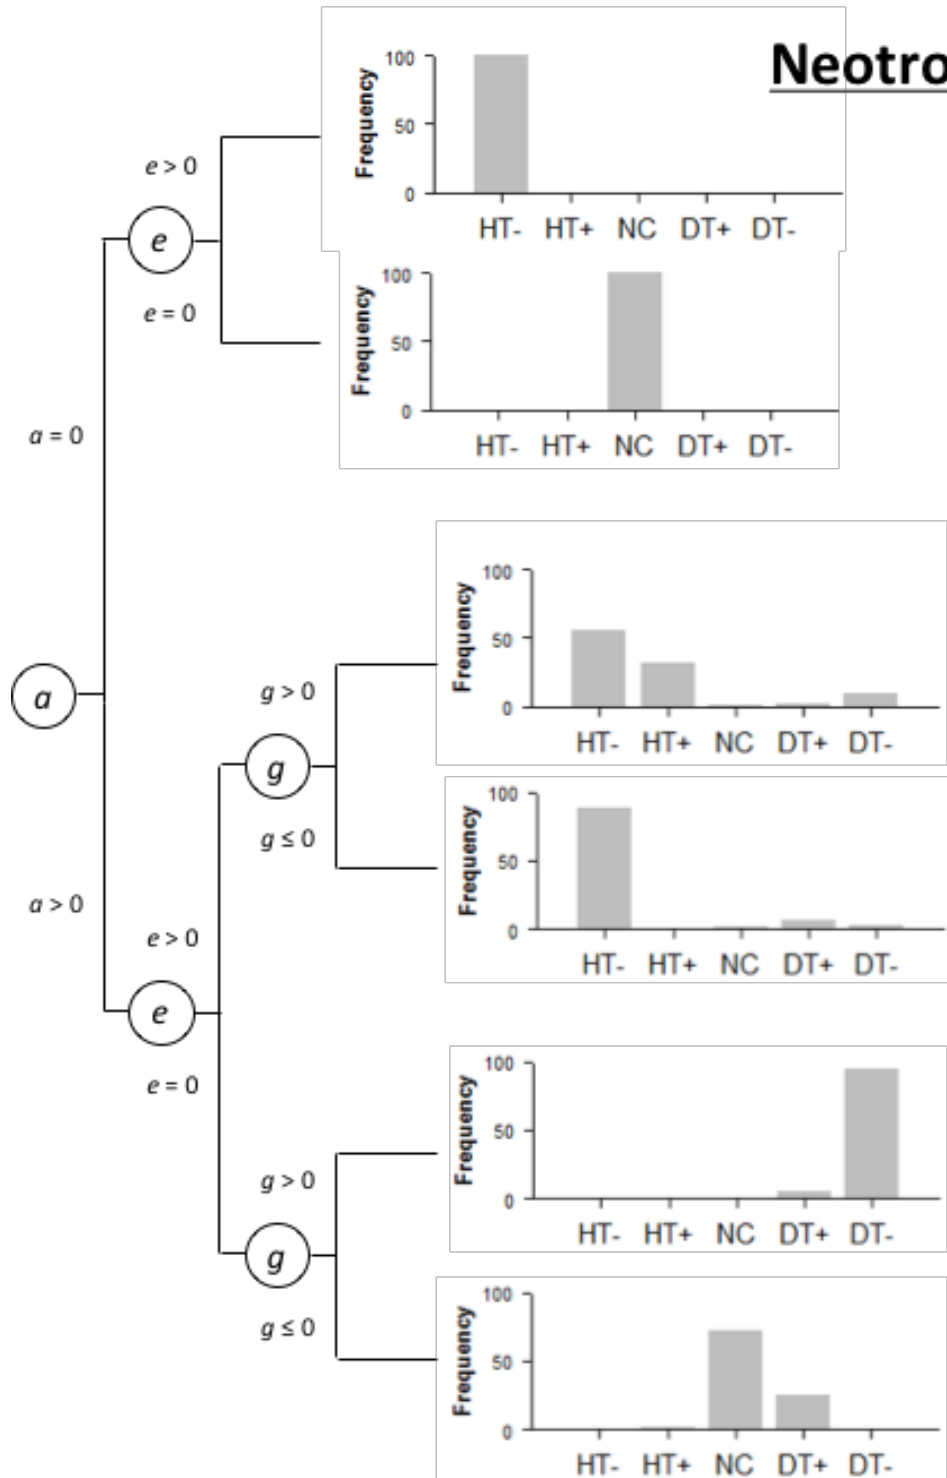 Neotro
100
50
0
Frequency
HT- HT+ NC DT+ DT-
e > 0
e
e = 0
100
50
0
Frequency
HT- HT+ NC DT+ DT-
a = 0
a
a > 0
100
50
0
Frequency
HT- HT+ NC DT+ DT-
g > 0
g
g ≤ 0
100
50
0
Frequency
HT- HT+ NC DT+ DT-
e > 0
e
e = 0
100
50
0
Frequency
HT- HT+ NC DT+ DT-
g > 0
g
g ≤ 0
100
50
0
Frequency
HT- HT+ NC DT+ DT-